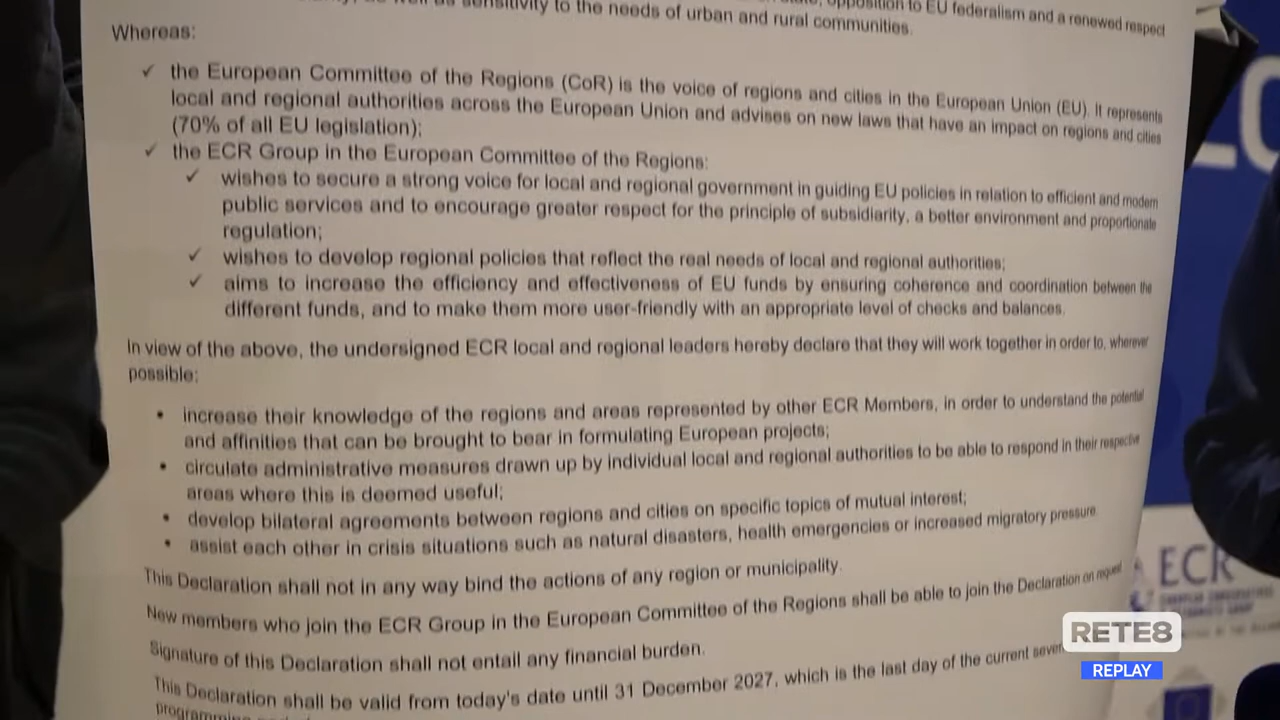 sensitivity to the needs of urban and rural communities.
opposition to EU federalism and a renewed respect
Whereas:
✓ the European Committee of the Regions (CoR) is the voice of regions and cities in the European Union (EU). It represents
local and regional authorities across the European Union and advises on new laws that have an impact on regions and cities
(70% of all EU legislation);
✓ the ECR Group in the European Committee of the Regions:
✓ wishes to secure a strong voice for local and regional government in guiding EU policies in relation to efficient and modern
public services and to encourage greater respect for the principle of subsidiarity, a better environment and proportionate
regulation;
✓ wishes to develop regional policies that reflect the real needs of local and regional authorities;
✓ aims to increase the efficiency and effectiveness of EU funds by ensuring coherence and coordination between the
different funds, and to make them more user-friendly with an appropriate level of checks and balances.
In view of the above, the undersigned ECR local and regional leaders hereby declare that they will work together in order to, wherever
possible:
• increase their knowledge of the regions and areas represented by other ECR Members, in order to understand the potential
and affinities that can be brought to bear in formulating European projects;
• circulate administrative measures drawn up by individual local and regional authorities to be able to respond in their respective
areas where this is deemed useful;
• develop bilateral agreements between regions and cities on specific topics of mutual interest;
• assist each other in crisis situations such as natural disasters, health emergencies or increased migratory pressure.
This Declaration shall not in any way bind the actions of any region or municipality.
New members who join the ECR Group in the European Committee of the Regions shall be able to join the Declaration on request
Signature of this Declaration shall not entail any financial burden.
This Declaration shall be valid from today's date until 31 December 2027, which is the last day of the current seven
programming
ECR
RETE8
REPLAY